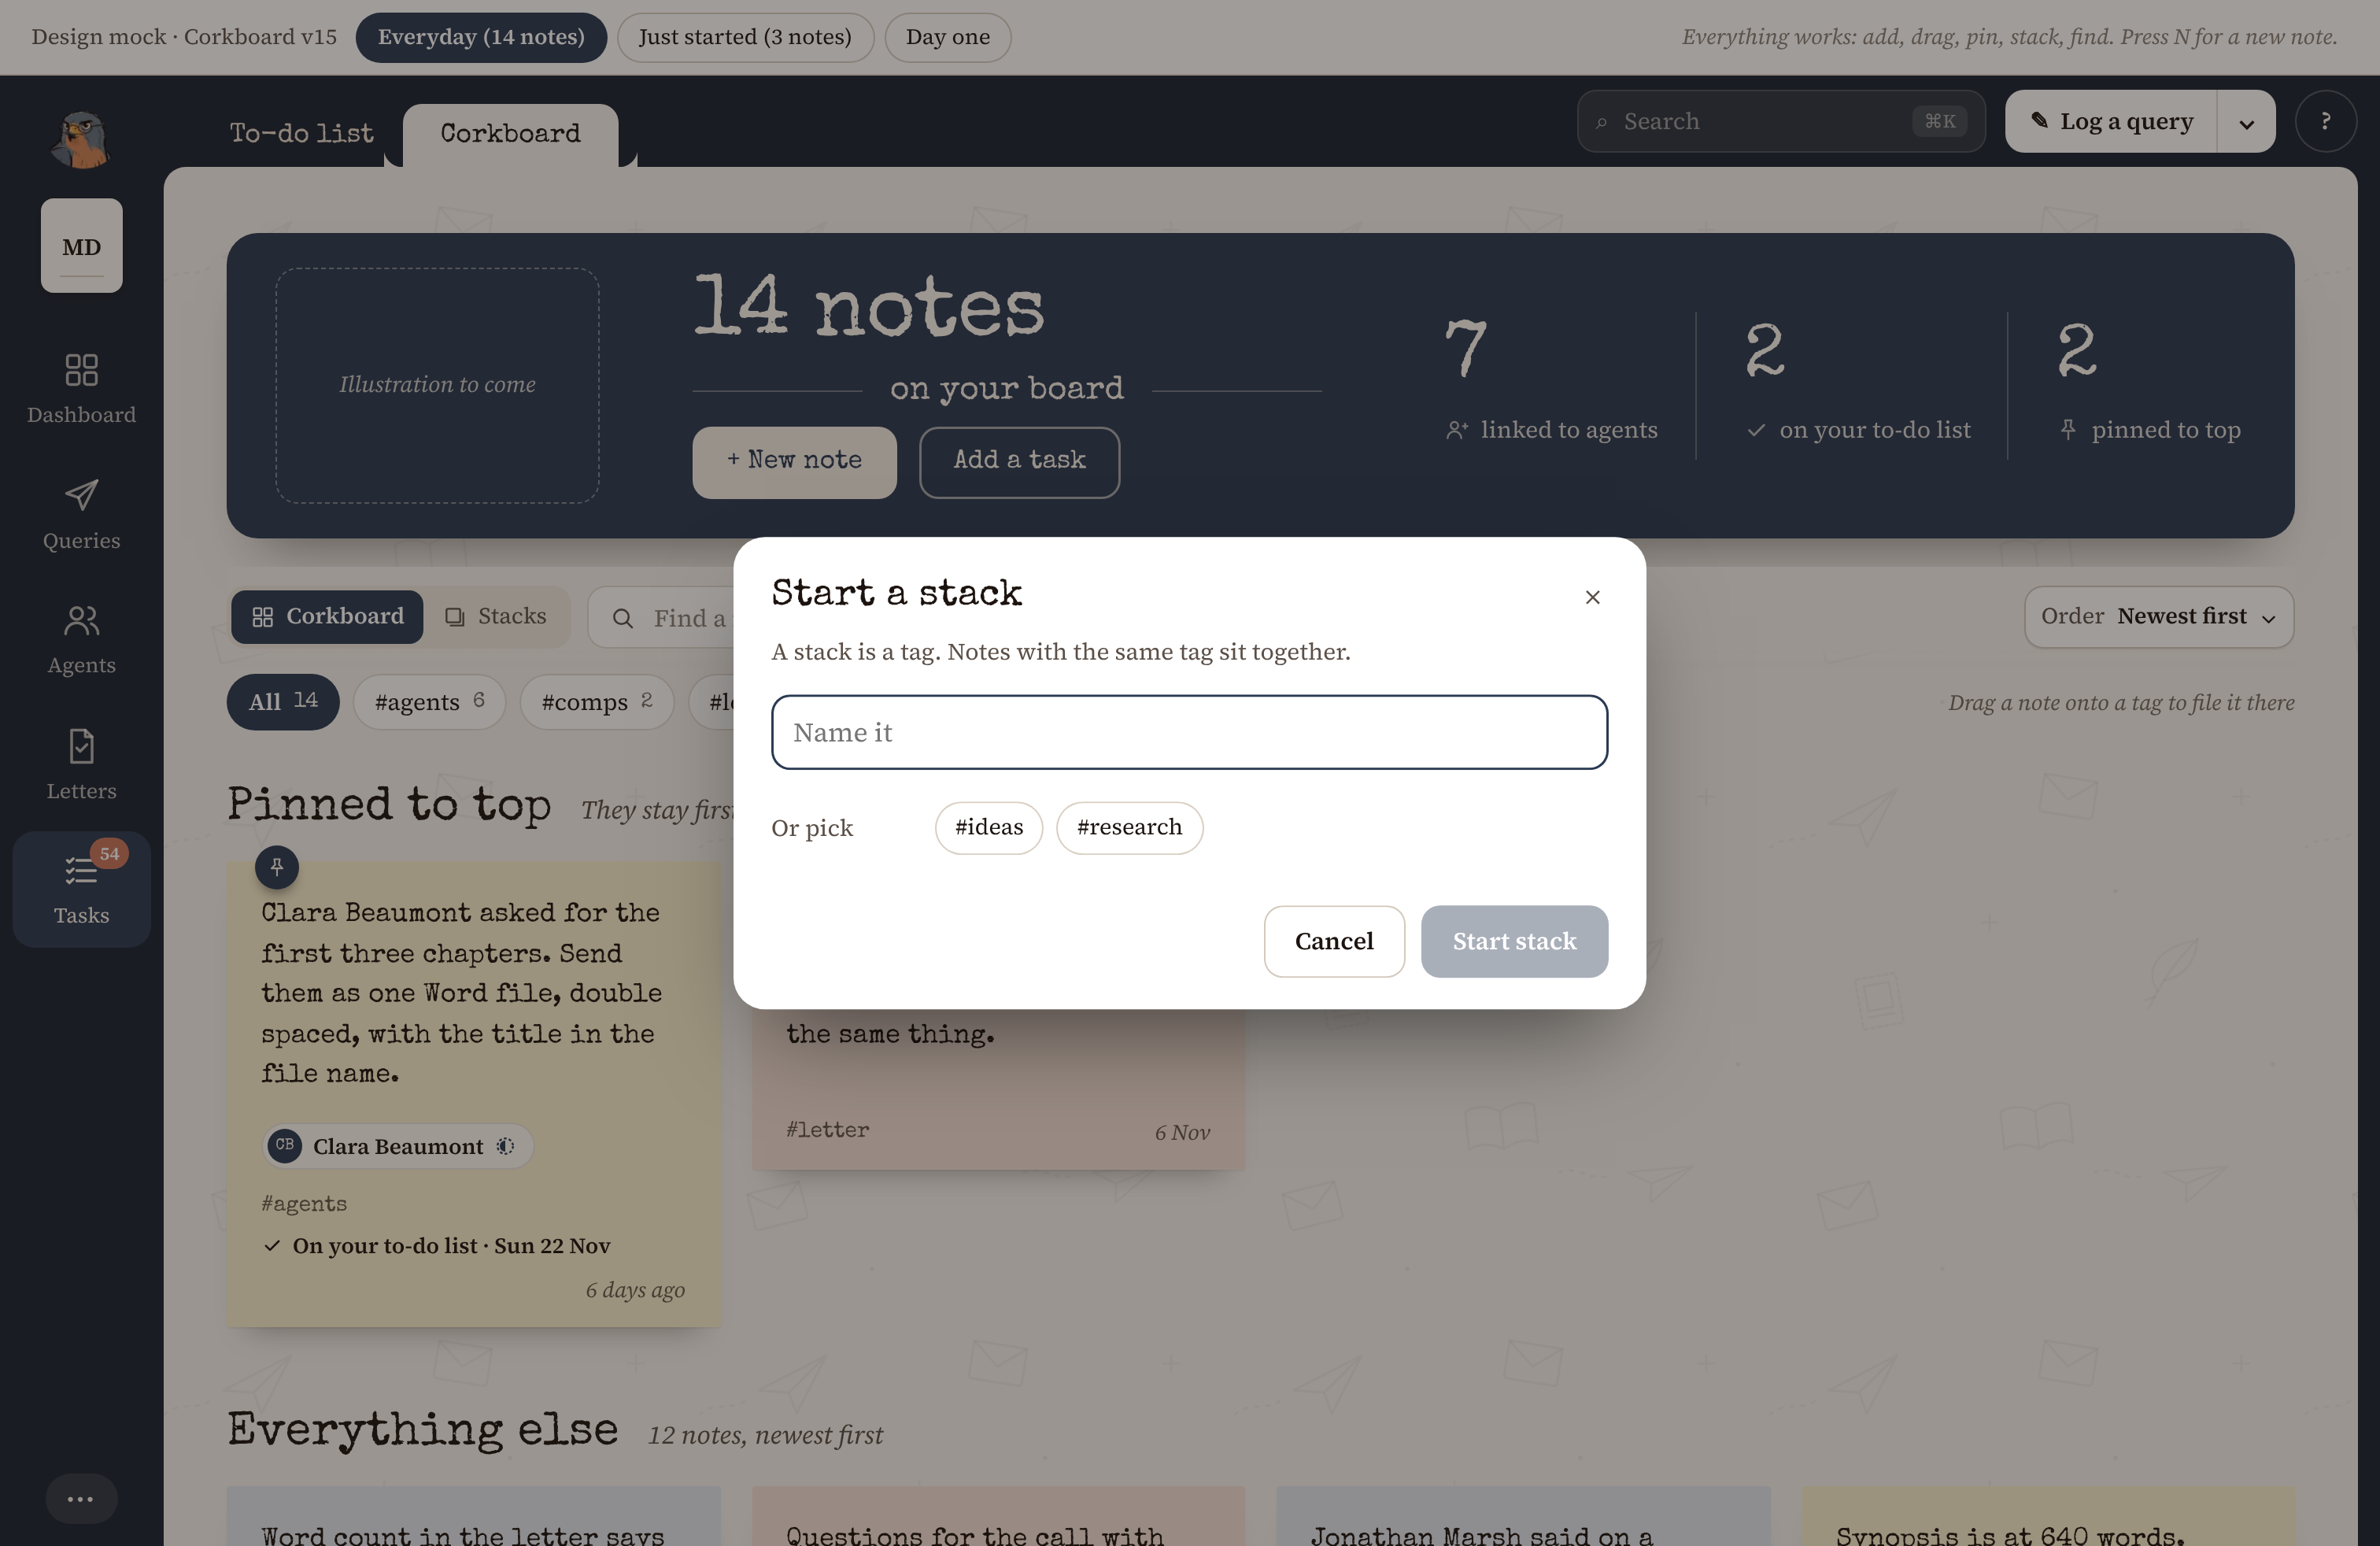 Design mock · Corkboard v15
Everyday (14 notes)
Just started (3 notes)
Day one
Everything works: add, drag, pin, stack, find. Press N for a new note.
To-do list
Corkboard
Search
⌘K
✎ Log a query
?
MD
Dashboard
Queries
Agents
Letters
54
Tasks
Illustration to come
14 notes
on your board
+ New note
Add a task
7
linked to agents
2
on your to-do list
2
pinned to top
Corkboard
Stacks
Find a
Order Newest first
All 14
#agents 6
#comps 2
Drag a note onto a tag to file it there
Start a stack
×
A stack is a tag. Notes with the same tag sit together.
Name it
Or pick
#ideas
#research
Cancel
Start stack
Pinned to top
They stay first
Clara Beaumont asked for the
first three chapters. Send
them as one Word file, double
spaced, with the title in the
file name.
CB Clara Beaumont
#agents
On your to-do list · Sun 22 Nov
6 days ago
the same thing.
#letter
6 Nov
Everything else
12 notes, newest first
Word count in the letter says
Questions for the call with
Jonathan Marsh said on a
Synopsis is at 640 words.